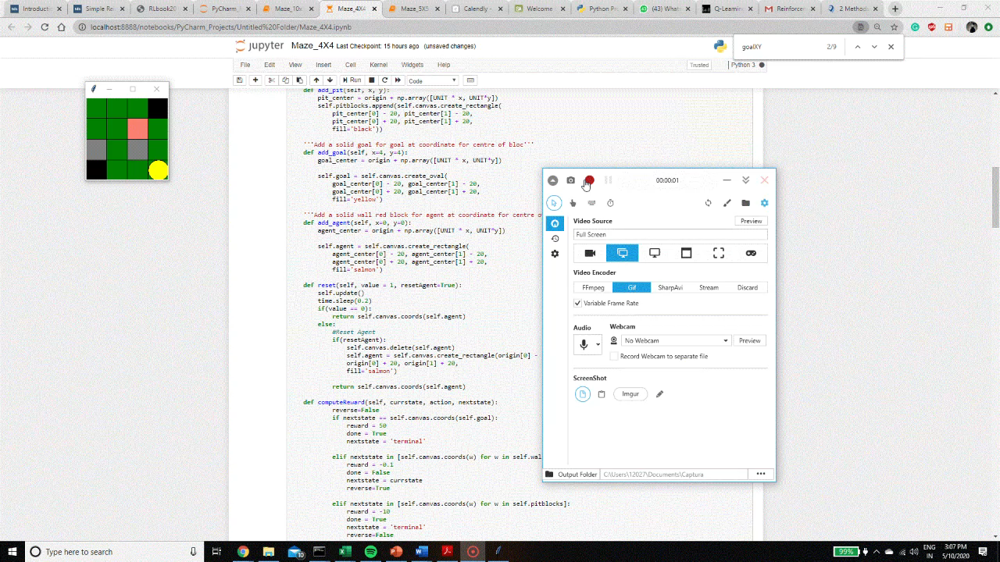 Introducti
Simple Re
RLbook20
PyCharm_
Maze_10x
Maze_4X4
Maze_5X5
Calendly -
Welcome
Python Pr
(43) What
Q-Learnin
Reinforce
2 Method
localhost:8888/notebooks/PyCharm_Projects/Untitled%20Folder/Maze_4X4.ipynb
goalXY 2/9
jupyter Maze_4X4 Last Checkpoint: 15 hours ago (unsaved changes)
File Edit View Insert Cell Kernel Widgets Help Trusted Python 3
Run Code
def add_pit(self, x, y):
pit_center = origin + np.array([UNIT * x, UNIT*y])
self.pitblocks.append(self.canvas.create_rectangle(
pit_center[0] - 20, pit_center[1] - 20,
pit_center[0] + 20, pit_center[1] + 20,
fill='black'))
'''Add a solid goal for goal at coordinate for centre of bloc'''
def add_goal(self, x=4, y=4):
goal_center = origin + np.array([UNIT * x, UNIT*y])
self.goal = self.canvas.create_oval(
goal_center[0] - 20, goal_center[1] - 20,
goal_center[0] + 20, goal_center[1] + 20,
fill='yellow')
'''Add a solid wall red block for agent at coordinate for centre o
def add_agent(self, x=0, y=0):
agent_center = origin + np.array([UNIT * x, UNIT*y])
self.agent = self.canvas.create_rectangle(
agent_center[0] - 20, agent_center[1] - 20,
agent_center[0] + 20, agent_center[1] + 20,
fill='salmon')
def reset(self, value = 1, resetAgent=True):
self.update()
time.sleep(0.2)
if(value == 0):
return self.canvas.coords(self.agent)
else:
#Reset Agent
if(resetAgent):
self.canvas.delete(self.agent)
self.agent = self.canvas.create_rectangle(origin[0] -
origin[0] + 20, origin[1] + 20,
fill='salmon')
return self.canvas.coords(self.agent)
def computeReward(self, currstate, action, nextstate):
reverse=False
if nextstate == self.canvas.coords(self.goal):
reward = 50
done = True
nextstate = 'terminal'
elif nextstate in [self.canvas.coords(w) for w in self.wal
reward = -0.1
done = False
nextstate = currstate
reverse=True
elif nextstate in [self.canvas.coords(w) for w in self.pitblocks]:
reward = -10
done = True
nextstate = 'terminal'
reverse=False
00:00:01
Video Source Preview
Full Screen
Video Encoder
FFmpeg Gif SharpAvi Stream Discard
Variable Frame Rate
Audio Webcam
No Webcam Preview
Record Webcam to separate file
ScreenShot
Imgur
Output Folder C:\Users\12027\Documents\Captura
Type here to search
10
99%
ENG
IN
3:07 PM
5/10/2020